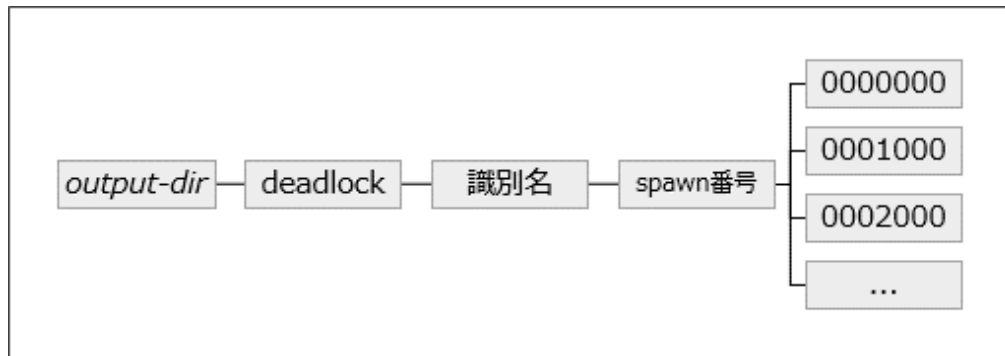 output-dir
deadlock
識別名
spawn番号
0000000
0001000
0002000
...